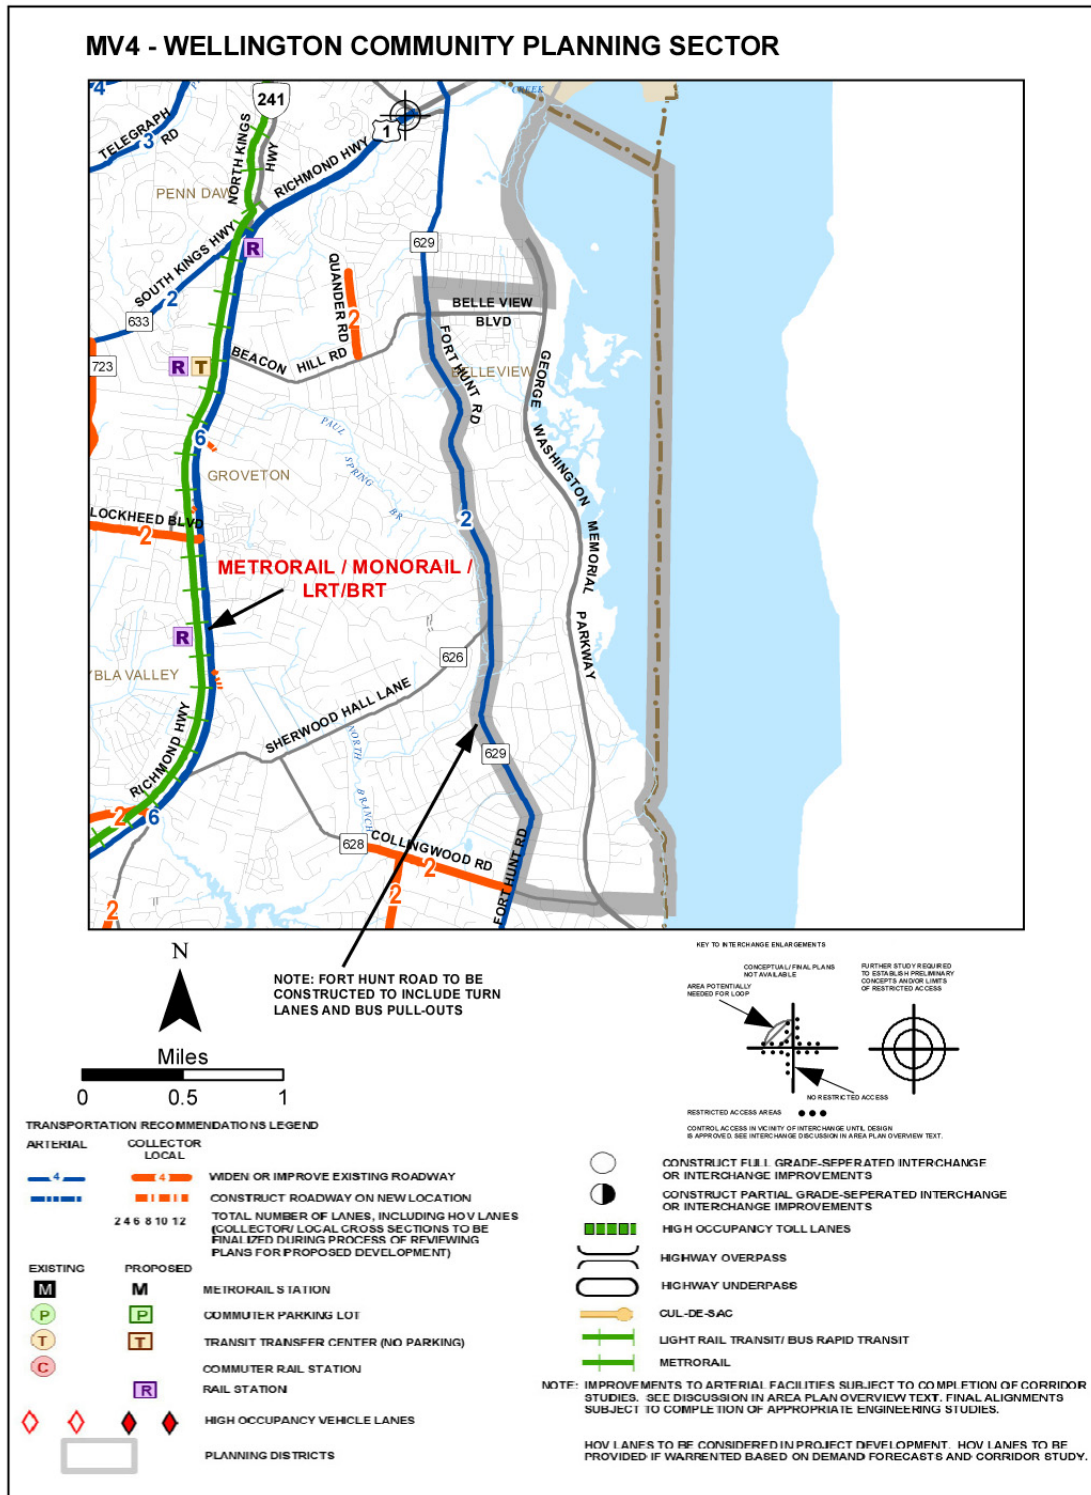 MV4 - WELLINGTON COMMUNITY PLANNING SECTOR
4
241
CREEK
1
TELEGRAPH
RD
3
NORTH KINGS
HWY
RICHMOND HWY
PENN DAW
SOUTH KINGS HWY
R
629
QUANDER RD
2
2
633
BELLE VIEW
BLVD
723
R
T
BEACON HILL RD
2
FORT HUNT RD
BELLEVIEW
GEORGE WASHINGTON MEMORIAL PARKWAY
6
PAUL SPRING BR
GROVETON
LOCKHEED BLVD
2
2
METRORAIL / MONORAIL /
LRT/BRT
R
626
YBLA VALLEY
SHERWOOD HALL LANE
RICHMOND HWY
NORTH BRANCH
629
2
6
628
COLLINGWOOD RD
2
2
2
FORT HUNT RD
N
NOTE: FORT HUNT ROAD TO BE
CONSTRUCTED TO INCLUDE TURN
LANES AND BUS PULL-OUTS
Miles
0 0.5 1
KEY TO INTERCHANGE ENLARGEMENTS
CONCEPTUAL/FINAL PLANS
NOT AVAILABLE
AREA POTENTIALLY
NEEDED FOR LOOP
FURTHER STUDY REQUIRED
TO ESTABLISH PRELIMINARY
CONCEPTS AND/OR LIMITS
OF RESTRICTED ACCESS
NO RESTRICTED ACCESS
RESTRICTED ACCESS AREAS
CONTROL ACCESS IN VICINITY OF INTERCHANGE UNTIL DESIGN
IS APPROVED. SEE INTERCHANGE DISCUSSION IN AREA PLAN OVERVIEW TEXT.
TRANSPORTATION RECOMMENDATIONS LEGEND
ARTERIAL
COLLECTOR
LOCAL
4 4 WIDEN OR IMPROVE EXISTING ROADWAY
CONSTRUCT ROADWAY ON NEW LOCATION
2 4 6 8 10 12 TOTAL NUMBER OF LANES, INCLUDING HOV LANES
(COLLECTOR/ LOCAL CROSS SECTIONS TO BE
FINALIZED DURING PROCESS OF REVIEWING
PLANS FOR PROPOSED DEVELOPMENT)
EXISTING PROPOSED
M M METRORAIL STATION
P P COMMUTER PARKING LOT
T T TRANSIT TRANSFER CENTER (NO PARKING)
C COMMUTER RAIL STATION
R RAIL STATION
HIGH OCCUPANCY VEHICLE LANES
PLANNING DISTRICTS
CONSTRUCT FULL GRADE-SEPERATED INTERCHANGE
OR INTERCHANGE IMPROVEMENTS
CONSTRUCT PARTIAL GRADE-SEPERATED INTERCHANGE
OR INTERCHANGE IMPROVEMENTS
HIGH OCCUPANCY TOLL LANES
HIGHWAY OVERPASS
HIGHWAY UNDERPASS
CUL-DE-SAC
LIGHT RAIL TRANSIT/ BUS RAPID TRANSIT
METRORAIL
NOTE: IMPROVEMENTS TO ARTERIAL FACILITIES SUBJECT TO COMPLETION OF CORRIDOR
STUDIES. SEE DISCUSSION IN AREA PLAN OVERVIEW TEXT. FINAL ALIGNMENTS
SUBJECT TO COMPLETION OF APPROPRIATE ENGINEERING STUDIES.
HOV LANES TO BE CONSIDERED IN PROJECT DEVELOPMENT. HOV LANES TO BE
PROVIDED IF WARRENTED BASED ON DEMAND FORECASTS AND CORRIDOR STUDY.